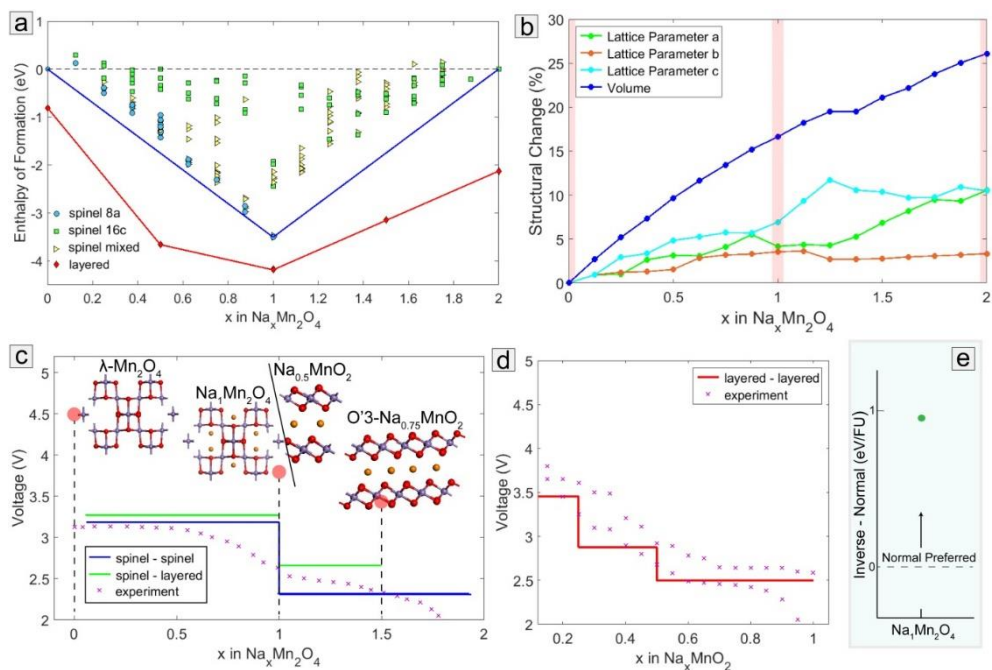 a
Enthalpy of Formation (eV)
1
0
-1
-2
-3
-4
spinel 8a
spinel 16c
spinel mixed
layered
0
0.2
0.4
0.6
0.8
1
1.2
1.4
1.6
1.8
2
x in NaₓMn₂O₄
b
Structural Change (%)
30
25
20
15
10
5
0
Lattice Parameter a
Lattice Parameter b
Lattice Parameter c
Volume
0
0.5
1
1.5
2
x in NaₓMn₂O₄
c
Voltage (V)
5
4.5
4
3.5
3
2.5
2
λ-Mn₂O₄
Na₁Mn₂O₄
Na₀.₅MnO₂
O'3-Na₀.₇₅MnO₂
spinel - spinel
spinel - layered
experiment
0
0.5
1
1.5
2
x in NaₓMn₂O₄
d
Voltage (V)
5
4.5
4
3.5
3
2.5
2
layered - layered
experiment
0.2
0.4
0.6
0.8
1
x in NaₓMnO₂
e
Inverse - Normal (eV/FU)
1
0
Normal Preferred
Na₁Mn₂O₄